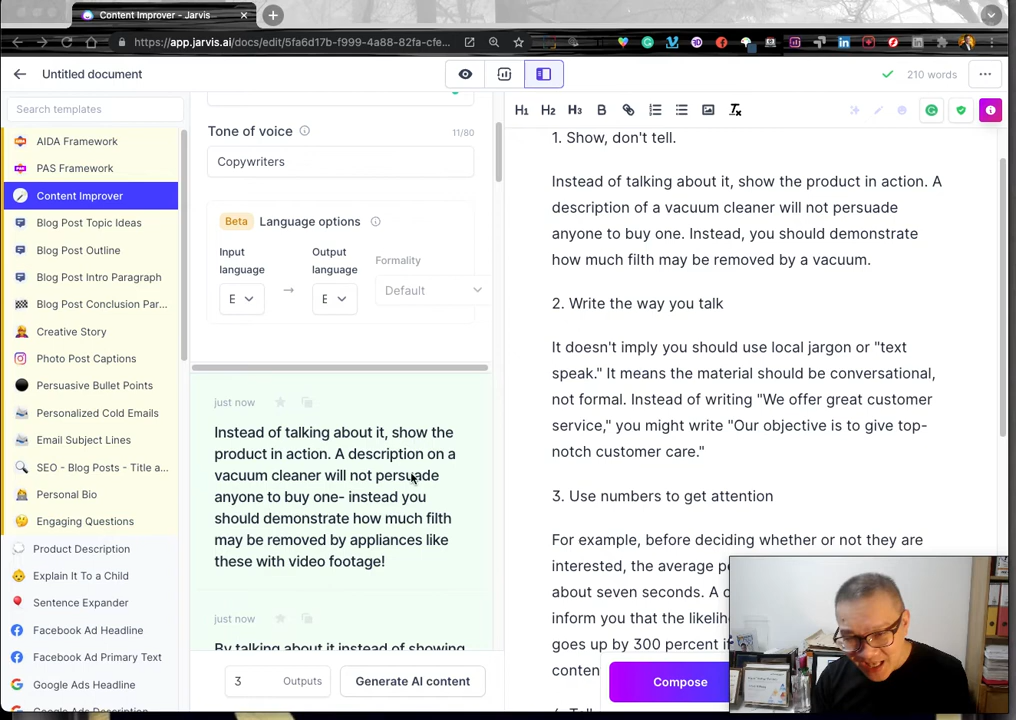 Content Improver - Jarvis
https://app.jarvis.ai/docs/edit/5fa6d17b-f999-4a88-82fa-cfe...
Untitled document
210 words
Search templates
AIDA Framework
PAS Framework
Content Improver
Blog Post Topic Ideas
Blog Post Outline
Blog Post Intro Paragraph
Blog Post Conclusion Par...
Creative Story
Photo Post Captions
Persuasive Bullet Points
Personalized Cold Emails
Email Subject Lines
SEO - Blog Posts - Title a...
Personal Bio
Engaging Questions
Product Description
Explain It To a Child
Sentence Expander
Facebook Ad Headline
Facebook Ad Primary Text
Google Ads Headline
Google Ads Description
Tone of voice
11/80
Copywriters
Beta Language options
Input language
Output language
Formality
E
E
Default
just now
Instead of talking about it, show the
product in action. A description on a
vacuum cleaner will not persuade
anyone to buy one- instead you
should demonstrate how much filth
may be removed by appliances like
these with video footage!
just now
By talking about it instead of showing
3 Outputs
Generate AI content
H1 H2 H3 B
1. Show, don't tell.
Instead of talking about it, show the product in action. A
description of a vacuum cleaner will not persuade
anyone to buy one. Instead, you should demonstrate
how much filth may be removed by a vacuum.
2. Write the way you talk
It doesn't imply you should use local jargon or "text
speak." It means the material should be conversational,
not formal. Instead of writing "We offer great customer
service," you might write "Our objective is to give top-
notch customer care."
3. Use numbers to get attention
For example, before deciding whether or not they are
interested, the average
about seven seconds. A
inform you that the
goes up by 300 percent
Compose